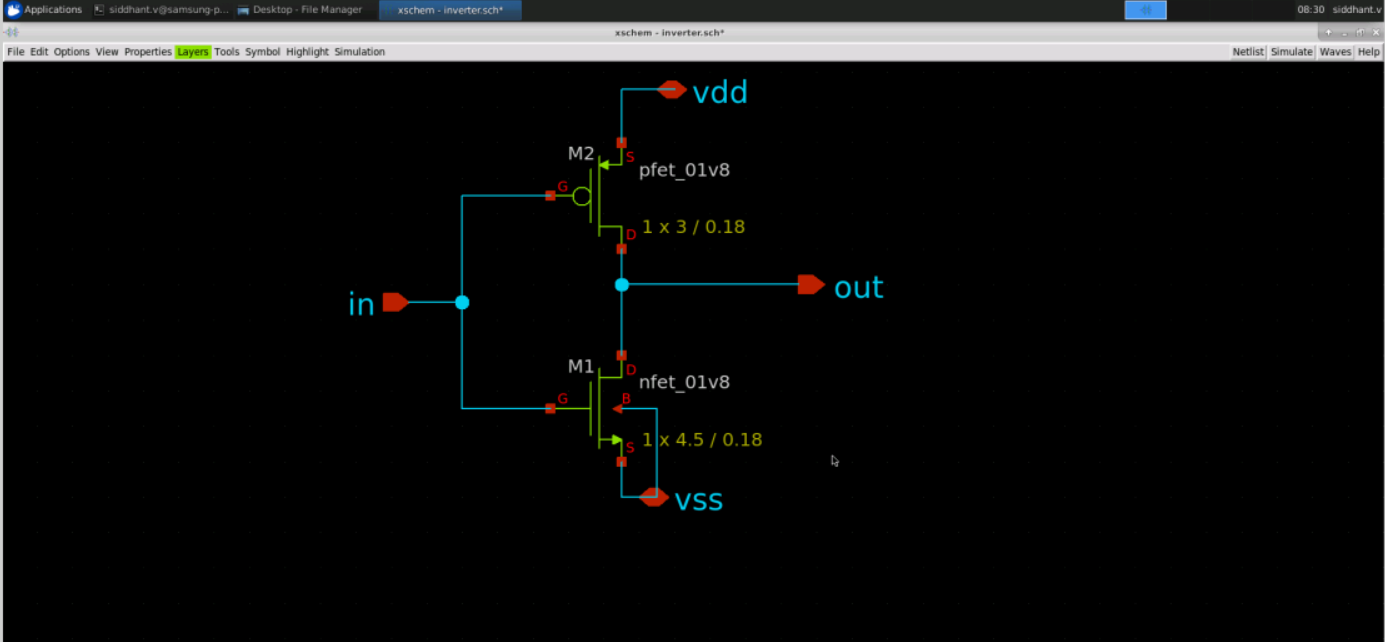 Applications siddhant.v@samsung-p... Desktop - File Manager xschem - inverter.sch* 08:30 siddhant.v
xschem - inverter.sch*
File Edit Options View Properties Layers Tools Symbol Highlight Simulation Netlist Simulate Waves Help
vdd
M2
S
pfet_01v8
G
1 x 3 / 0.18
D
in
out
M1
D
nfet_01v8
G
B
1 x 4.5 / 0.18
S
vss